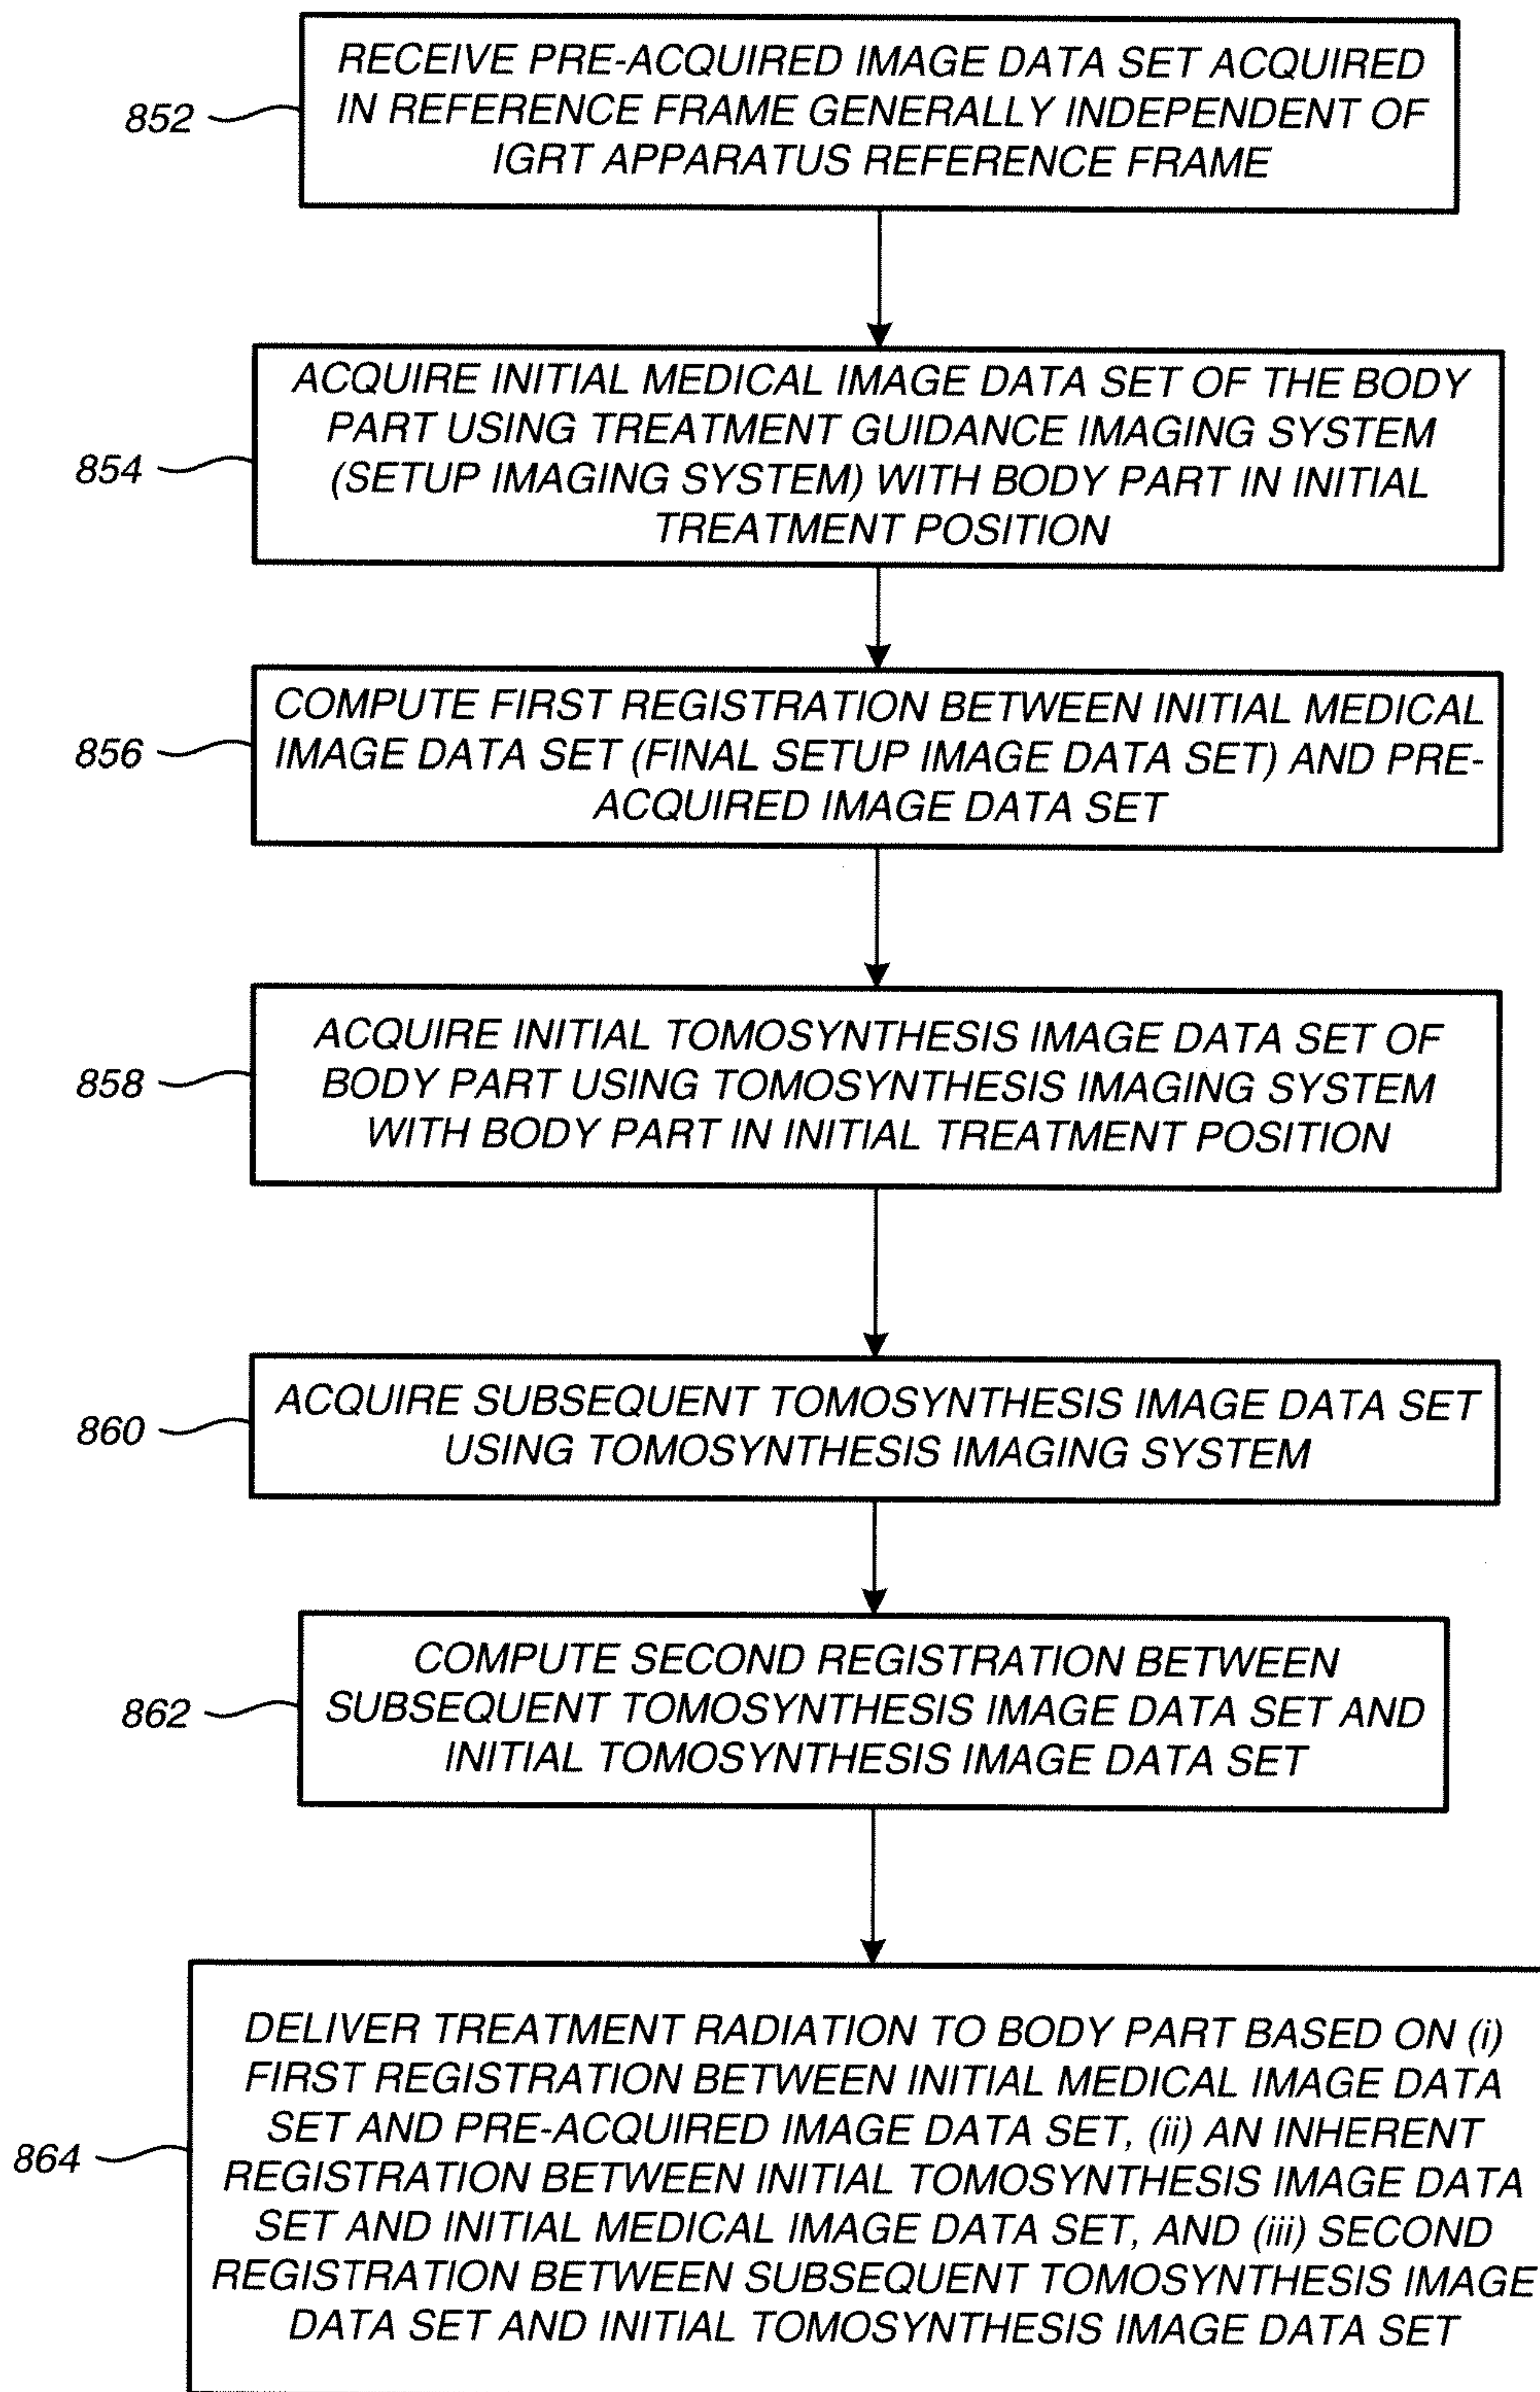 RECEIVE PRE-ACQUIRED IMAGE DATA SET ACQUIRED
IN REFERENCE FRAME GENERALLY INDEPENDENT OF
IGRT APPARATUS REFERENCE FRAME
852
ACQUIRE INITIAL MEDICAL IMAGE DATA SET OF THE BODY
PART USING TREATMENT GUIDANCE IMAGING SYSTEM
(SETUP IMAGING SYSTEM) WITH BODY PART IN INITIAL
TREATMENT POSITION
854
COMPUTE FIRST REGISTRATION BETWEEN INITIAL MEDICAL
IMAGE DATA SET (FINAL SETUP IMAGE DATA SET) AND PRE-
ACQUIRED IMAGE DATA SET
856
ACQUIRE INITIAL TOMOSYNTHESIS IMAGE DATA SET OF
BODY PART USING TOMOSYNTHESIS IMAGING SYSTEM
WITH BODY PART IN INITIAL TREATMENT POSITION
858
ACQUIRE SUBSEQUENT TOMOSYNTHESIS IMAGE DATA SET
USING TOMOSYNTHESIS IMAGING SYSTEM
860
COMPUTE SECOND REGISTRATION BETWEEN
SUBSEQUENT TOMOSYNTHESIS IMAGE DATA SET AND
INITIAL TOMOSYNTHESIS IMAGE DATA SET
862
DELIVER TREATMENT RADIATION TO BODY PART BASED ON (i)
FIRST REGISTRATION BETWEEN INITIAL MEDICAL IMAGE DATA
SET AND PRE-ACQUIRED IMAGE DATA SET, (ii) AN INHERENT
REGISTRATION BETWEEN INITIAL TOMOSYNTHESIS IMAGE DATA
SET AND INITIAL MEDICAL IMAGE DATA SET, AND (iii) SECOND
REGISTRATION BETWEEN SUBSEQUENT TOMOSYNTHESIS IMAGE
DATA SET AND INITIAL TOMOSYNTHESIS IMAGE DATA SET
864